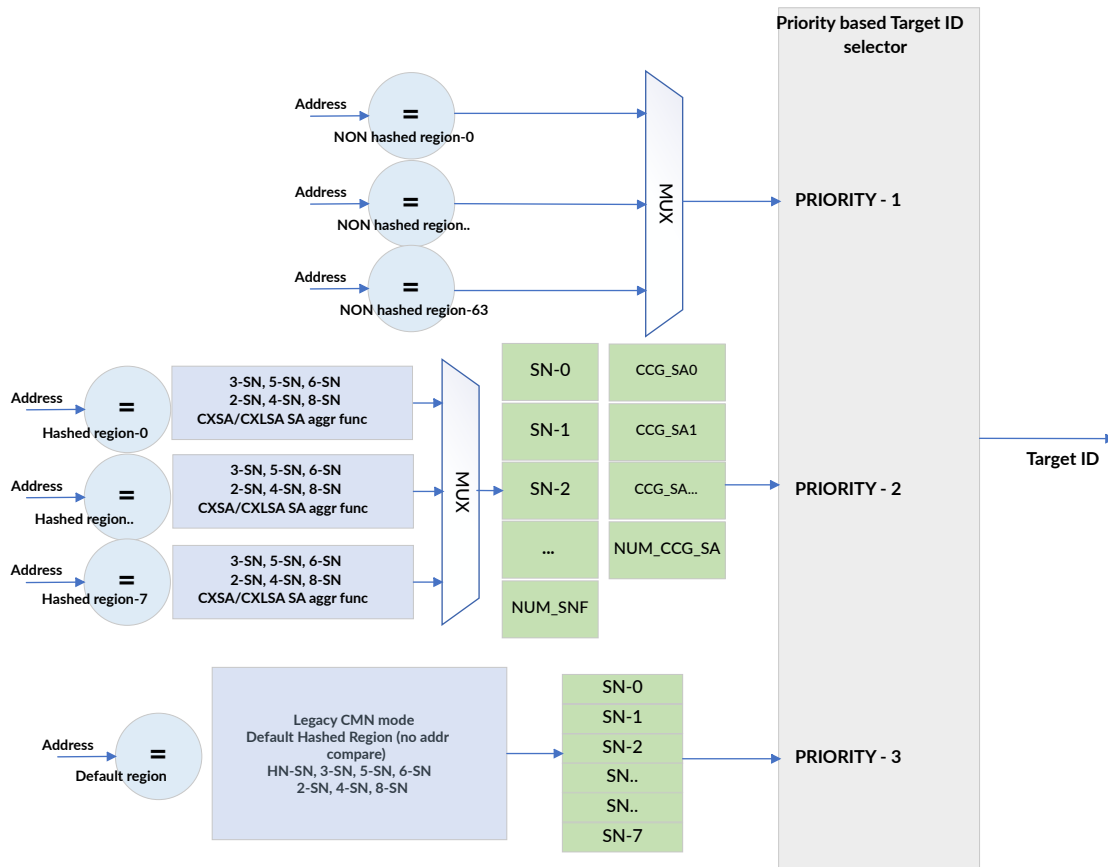 Priority based Target ID
selector
Address
=
NON hashed region-0
Address
=
NON hashed region..
Address
=
NON hashed region-63
MUX
PRIORITY - 1
Address
=
Hashed region-0
3-SN, 5-SN, 6-SN
2-SN, 4-SN, 8-SN
CXSA/CXLSA SA aggr func
Address
=
Hashed region..
3-SN, 5-SN, 6-SN
2-SN, 4-SN, 8-SN
CXSA/CXLSA SA aggr func
Address
=
Hashed region-7
3-SN, 5-SN, 6-SN
2-SN, 4-SN, 8-SN
CXSA/CXLSA SA aggr func
MUX
SN-0
SN-1
SN-2
...
NUM_SNF
CCG_SA0
CCG_SA1
CCG_SA...
NUM_CCG_SA
PRIORITY - 2
Target ID
Address
=
Default region
Legacy CMN mode
Default Hashed Region (no addr
compare)
HN-SN, 3-SN, 5-SN, 6-SN
2-SN, 4-SN, 8-SN
SN-0
SN-1
SN-2
SN..
SN..
SN-7
PRIORITY - 3